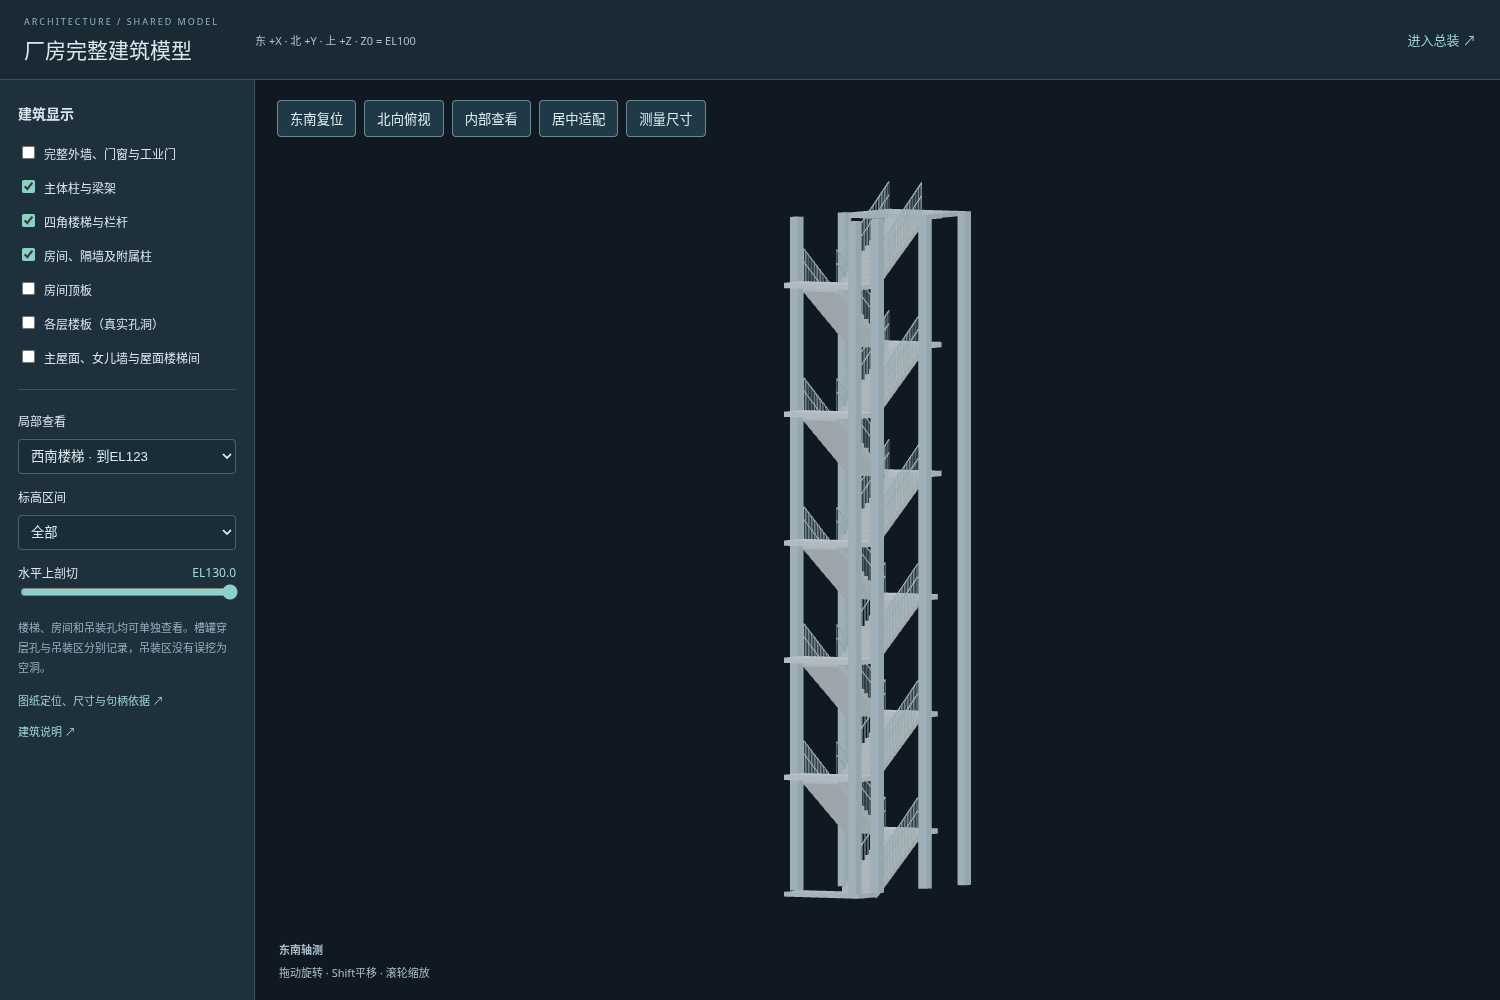 ARCHITECTURE / SHARED MODEL
厂房完整建筑模型
东 +X · 北 +Y · 上 +Z · Z0 = EL100
进入总装 ↗
建筑显示
完整外墙、门窗与工业门
主体柱与梁架
四角楼梯与栏杆
房间、隔墙及附属柱
房间顶板
各层楼板（真实孔洞）
主屋面、女儿墙与屋面楼梯间
局部查看
西南楼梯 · 到EL123
标高区间
全部
水平上剖切 EL130.0
楼梯、房间和吊装孔均可单独查看。槽罐穿
层孔与吊装区分别记录，吊装区没有误挖为
空洞。
图纸定位、尺寸与句柄依据 ↗
建筑说明 ↗
东南复位 北向俯视 内部查看 居中适配 测量尺寸
东南轴测
拖动旋转 · Shift平移 · 滚轮缩放